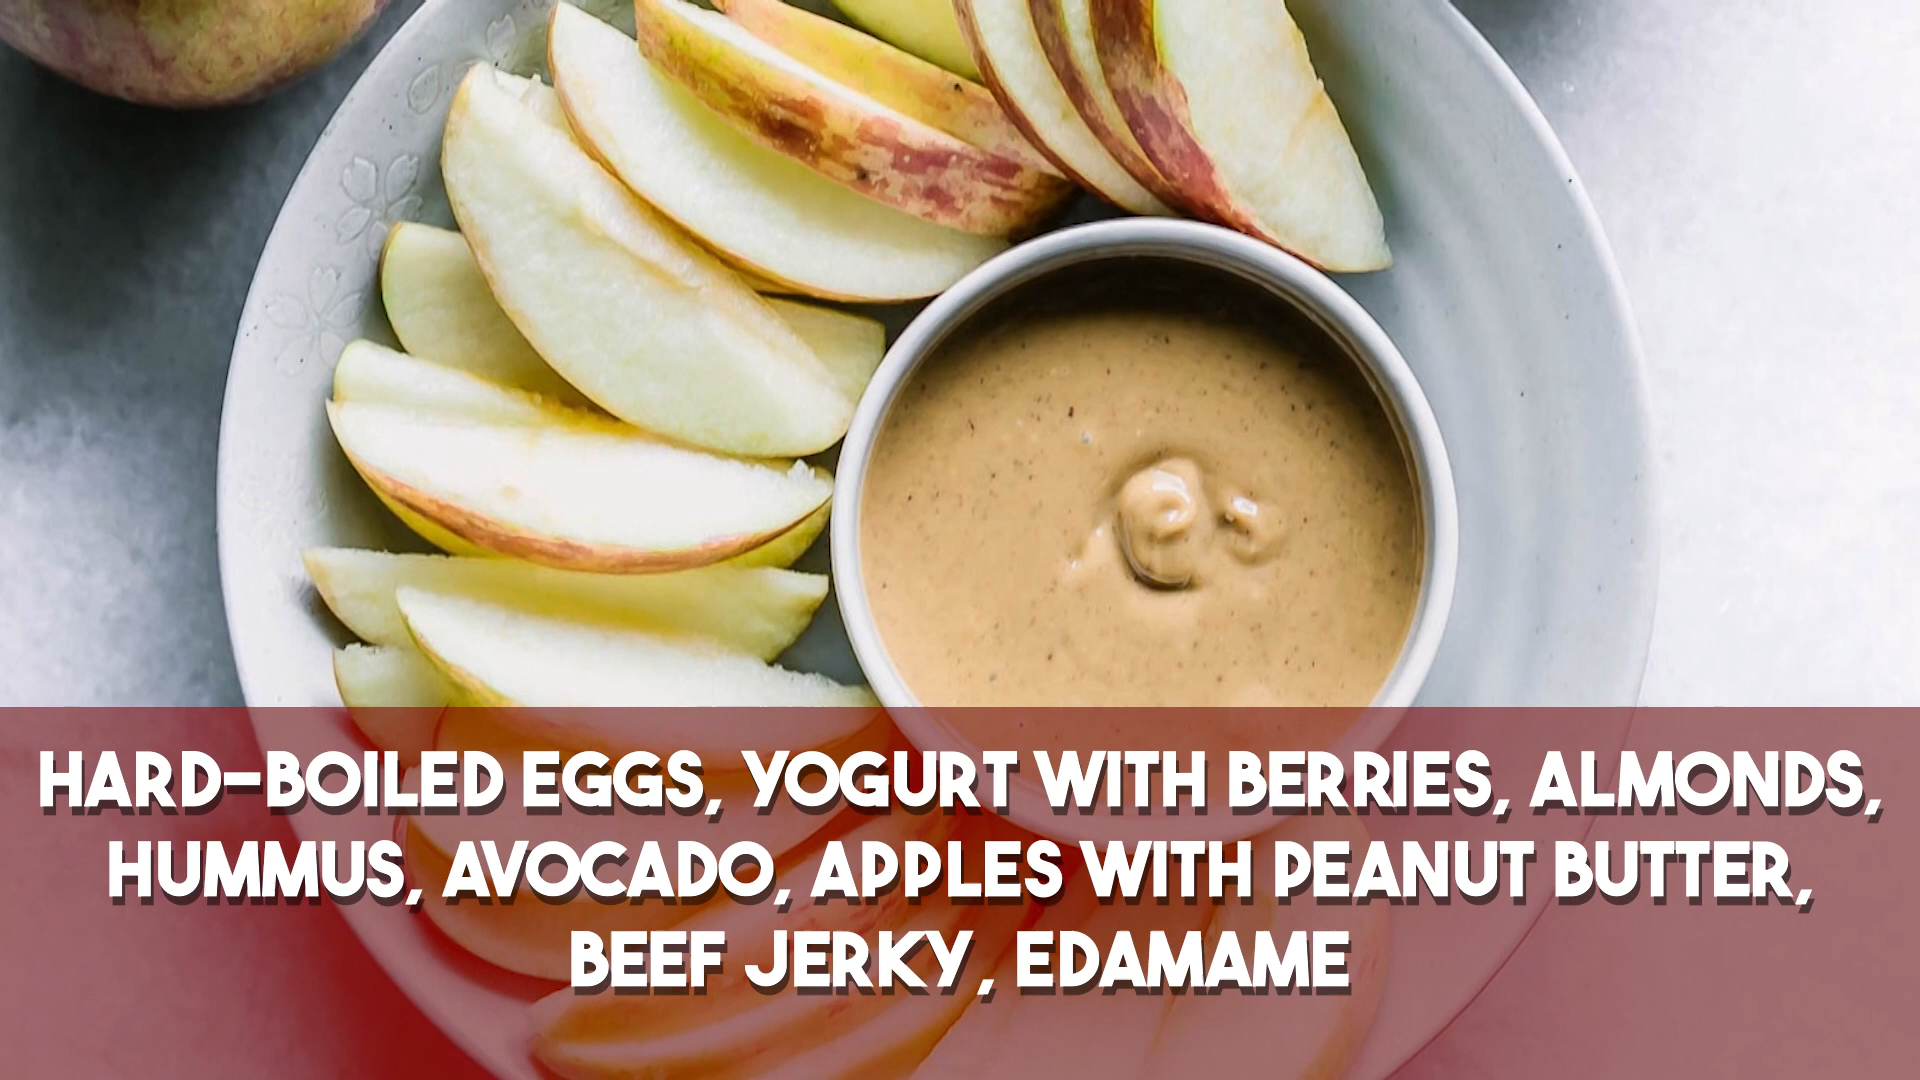 HARD-BOILED EGGS, YOGURT WITH BERRIES, ALMONDS,
HUMMUS, AVOCADO, APPLES WITH PEANUT BUTTER,
BEEF JERKY, EDAMAME